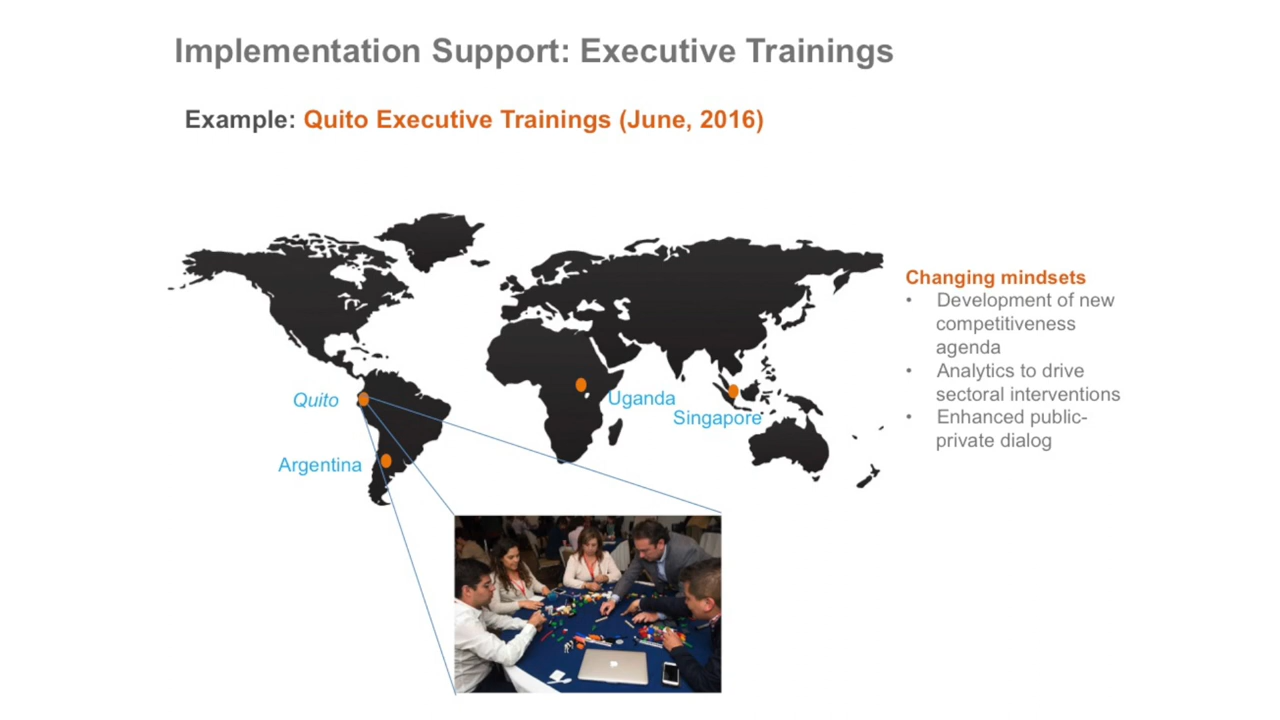 Implementation Support: Executive Trainings
Example: Quito Executive Trainings (June, 2016)
Changing mindsets
• Development of new
competitiveness
agenda
• Analytics to drive
sectoral interventions
• Enhanced public-
private dialog
Quito
Uganda
Singapore
Argentina